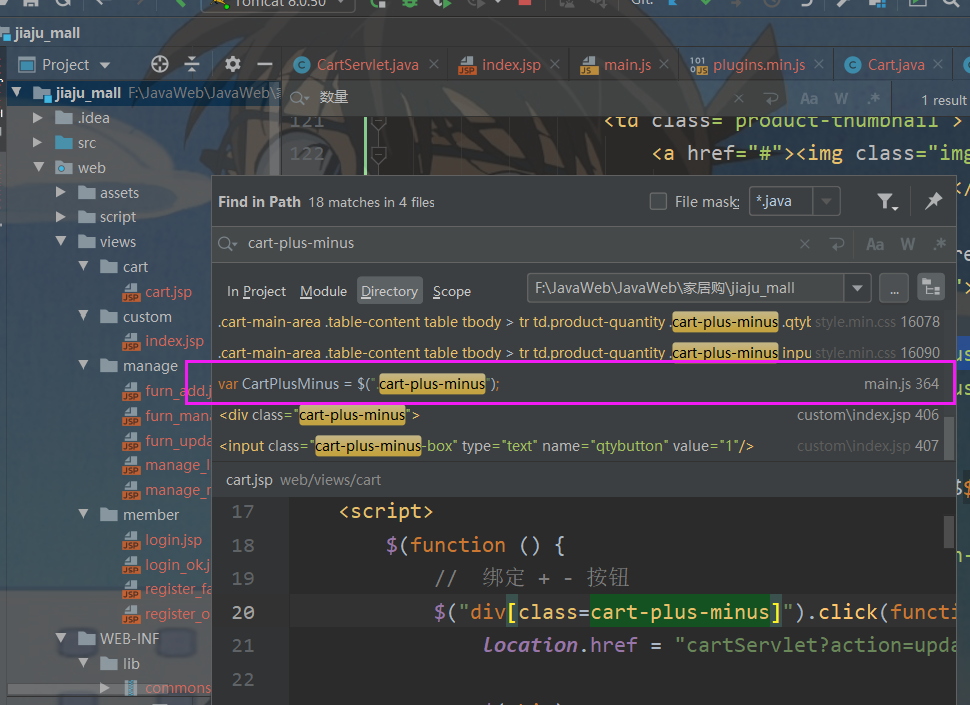 Tomcat 8.0.50
Git:
jiaju_mall
Project
CartServlet.java
index.jsp
main.js
plugins.min.js
Cart.java
jiaju_mall F:\JavaWeb\JavaWeb\
数量
Aa W .*
1 result
.idea
121
<td class="product-thumbnail">
src
122
<a href="#"><img class="img
web
assets
Find in Path 18 matches in 4 files
File mask:
*.java
script
views
cart-plus-minus
Aa W .*
cart
cart.jsp
In Project Module Directory Scope
F:\JavaWeb\JavaWeb\家居购\jiaju_mall
...
custom
.cart-main-area .table-content table tbody > tr td.product-quantity .cart-plus-minus .qtyb style.min.css 16078
index.jsp
.cart-main-area .table-content table tbody > tr td.product-quantity .cart-plus-minus inpu style.min.css 16090
manage
var CartPlusMinus = $(".cart-plus-minus"); main.js 364
furn_add.j
furn_man
<div class="cart-plus-minus"> custom\index.jsp 406
furn_upda
<input class="cart-plus-minus-box" type="text" name="qtybutton" value="1"/> custom\index.jsp 407
manage_l
cart.jsp web/views/cart
manage_
member
17 <script>
login.jsp
18 $(function () {
login_ok.j
19 // 绑定 + - 按钮
register_fa
20 $("div[class=cart-plus-minus]").click(functi
register_o
WEB-INF
21 location.href = "cartServlet?action=upda
lib
22
commons